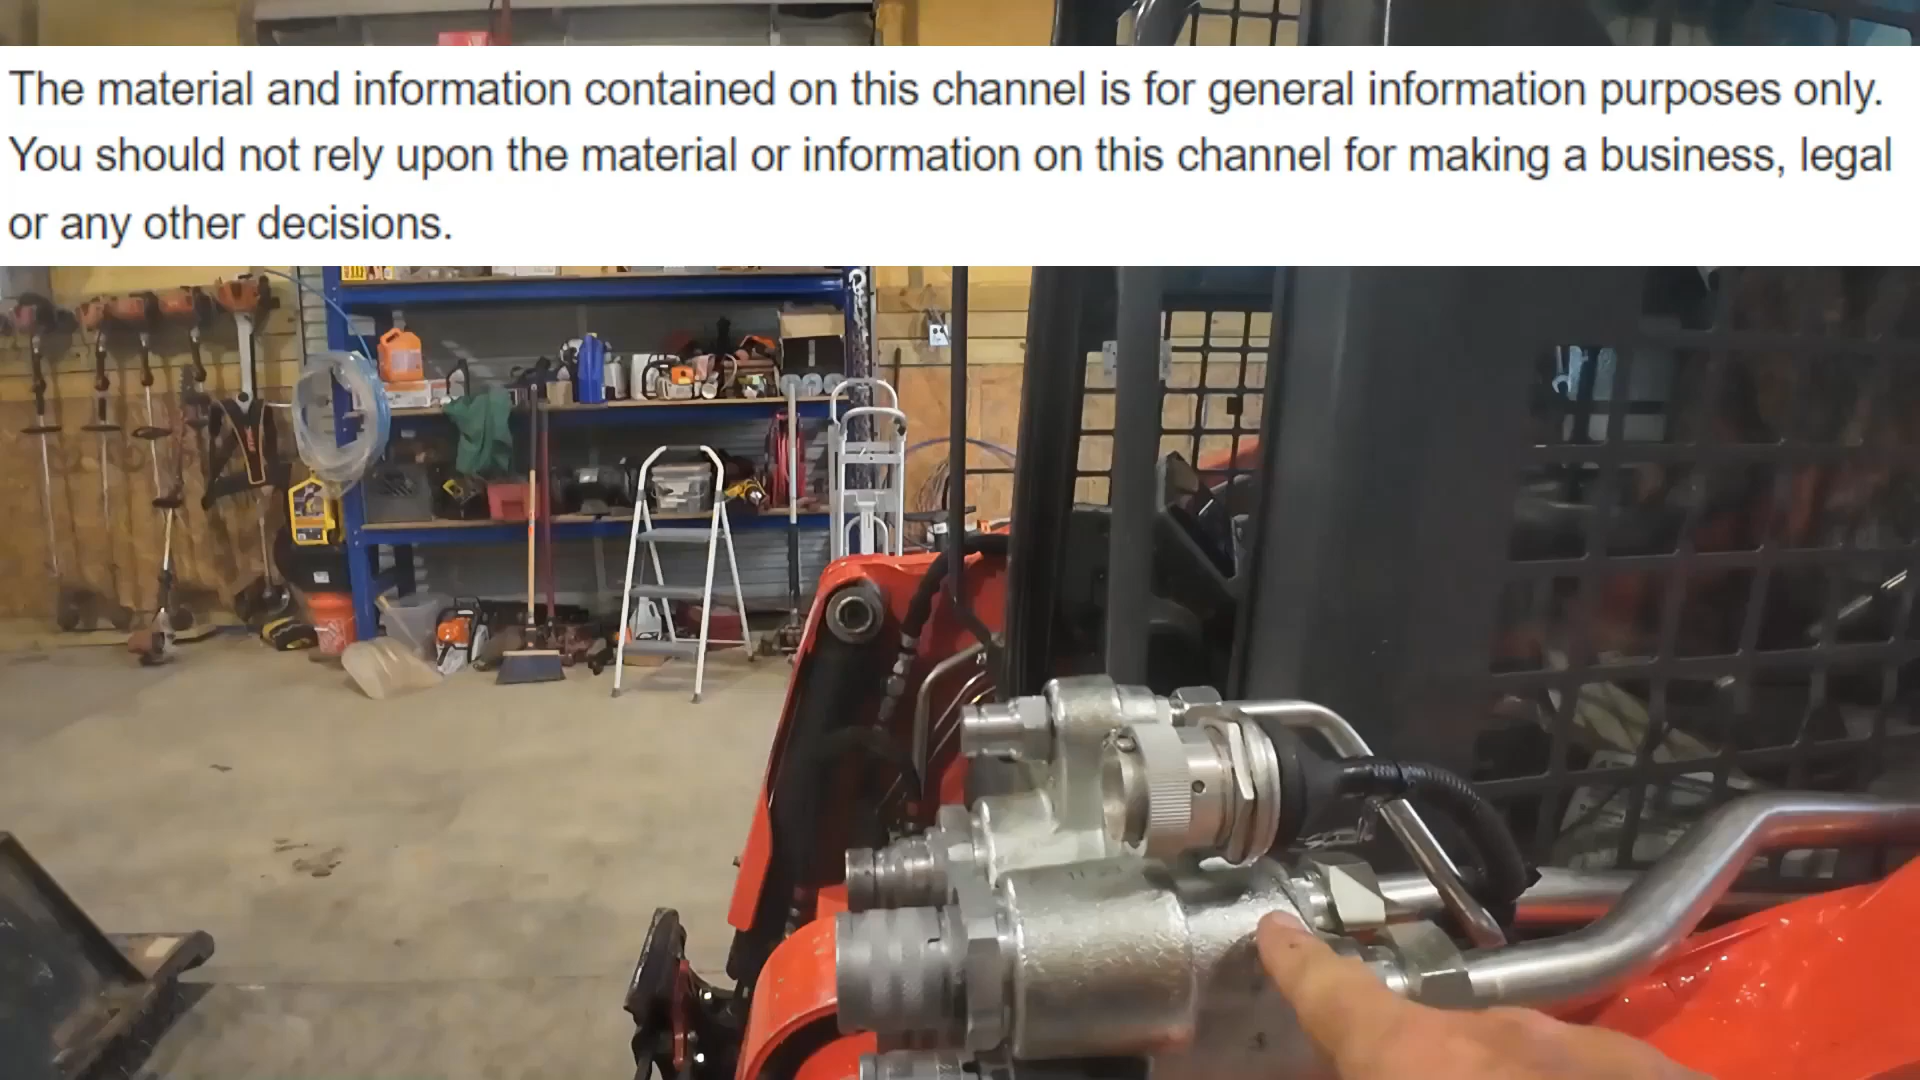 The material and information contained on this channel is for general information purposes only.
You should not rely upon the material or information on this channel for making a business, legal
or any other decisions.